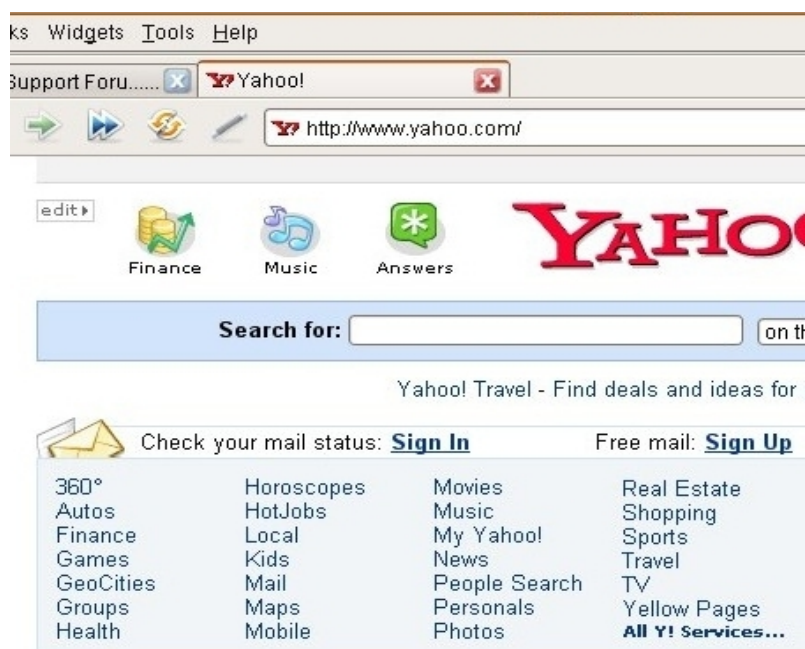 ks Widgets Tools Help
Support Foru...... Yahoo!
http://www.yahoo.com/
edit
Finance Music Answers
YAHOO
Search for: on th
Yahoo! Travel - Find deals and ideas for
Check your mail status: Sign In Free mail: Sign Up
360° Horoscopes Movies Real Estate
Autos HotJobs Music Shopping
Finance Local My Yahoo! Sports
Games Kids News Travel
GeoCities Mail People Search TV
Groups Maps Personals Yellow Pages
Health Mobile Photos All Y! Services...